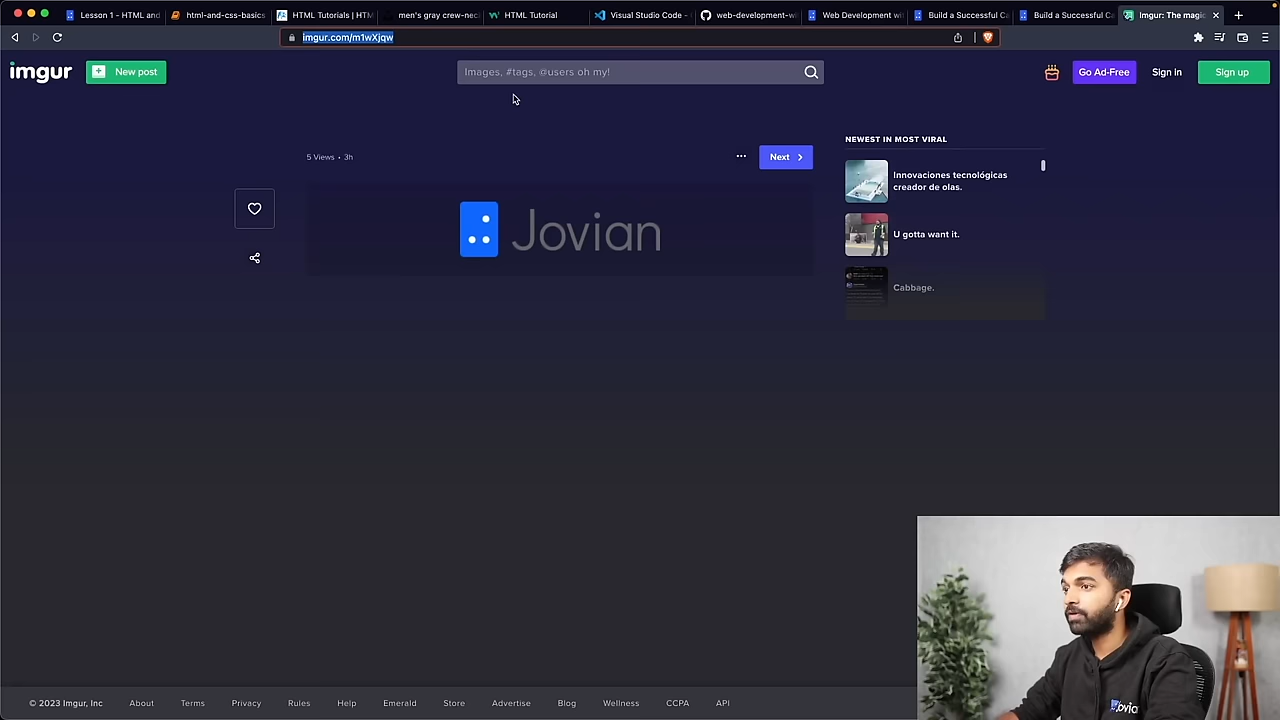 Lesson 1 - HTML and
html-and-css-basics
HTML Tutorials | HTM
men's gray crew-nec
HTML Tutorial
Visual Studio Code -
web-development-wi
Web Development wit
Build a Successful Ca
Build a Successful Ca
Imgur: The magic
imgur.com/m1wXjqw
imgur
New post
Images, #tags, @users oh my!
Go Ad-Free
Sign in
Sign up
5 Views • 3h
Next
Jovian
NEWEST IN MOST VIRAL
Innovaciones tecnológicas
creador de olas.
U gotta want it.
Cabbage.
© 2023 Imgur, Inc
About
Terms
Privacy
Rules
Help
Emerald
Store
Advertise
Blog
Wellness
CCPA
API